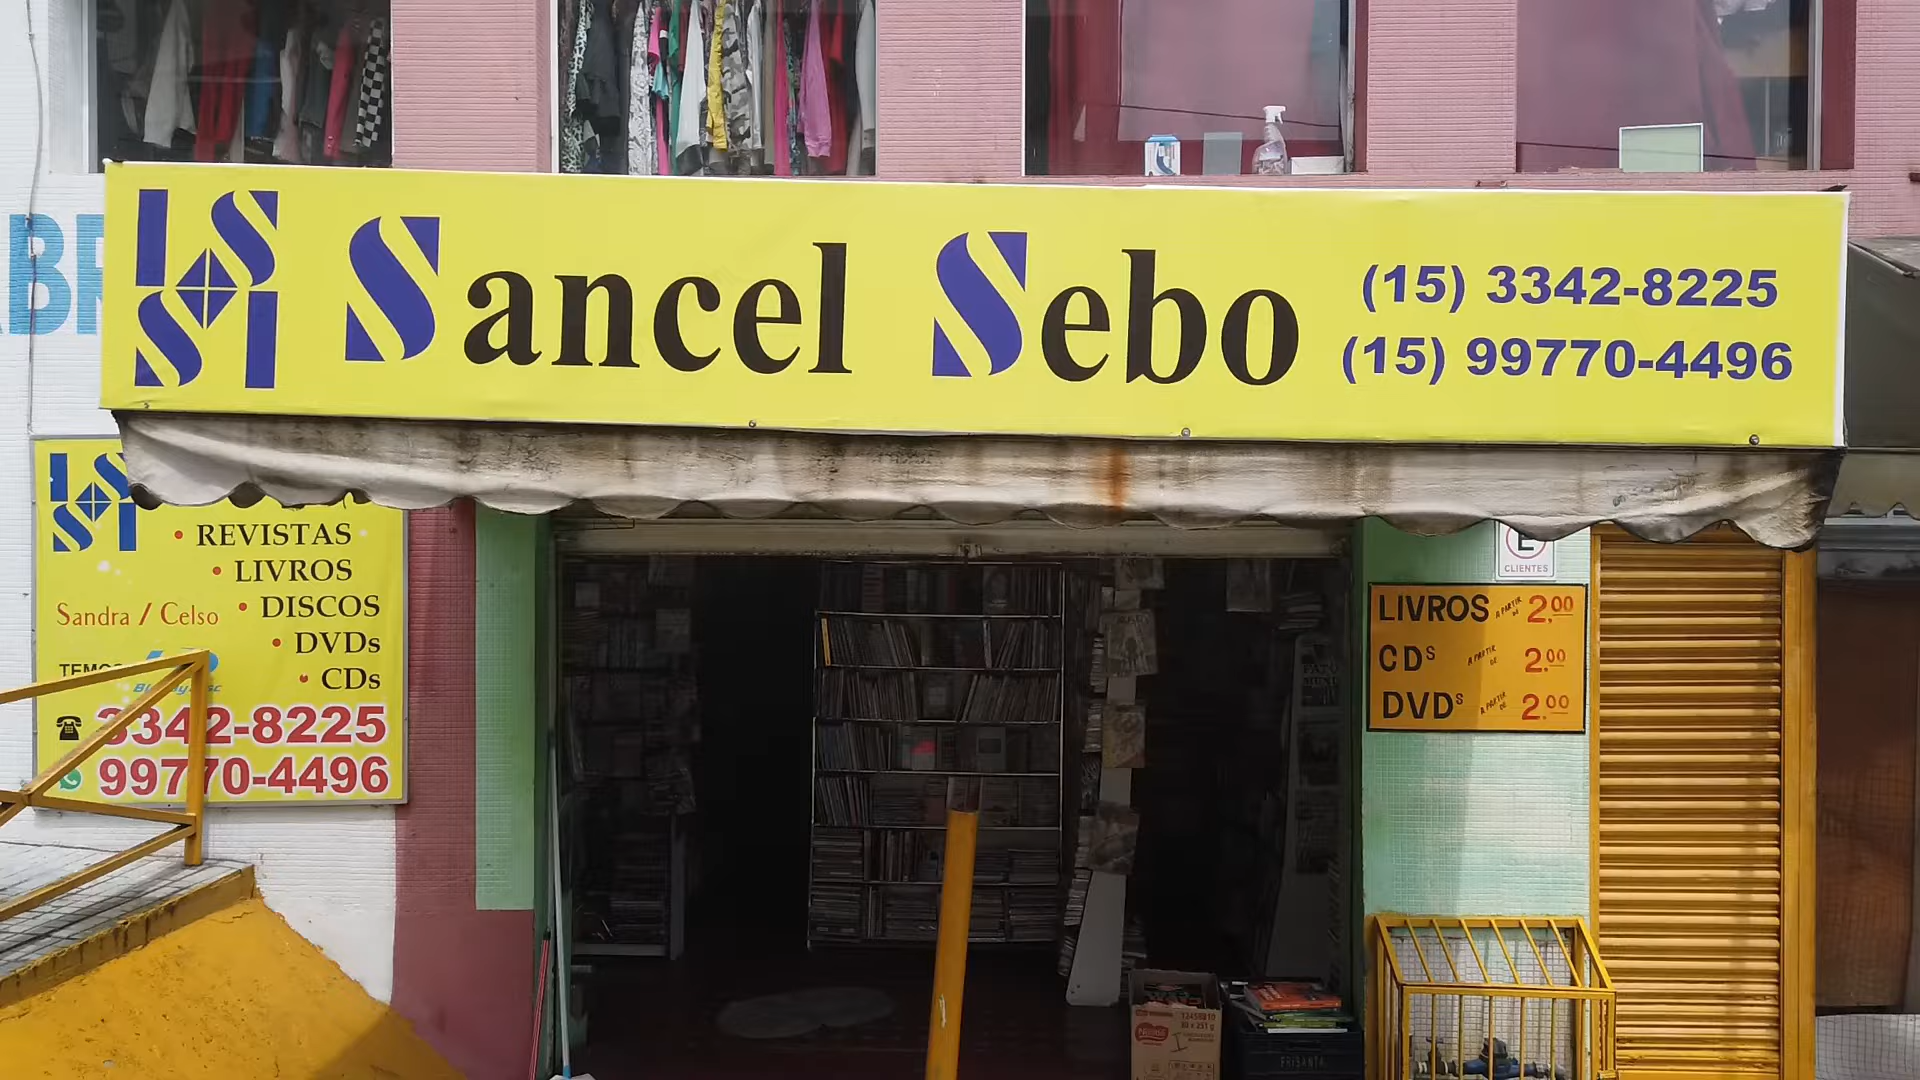 Sancel Sebo
(15) 3342-8225
(15) 99770-4496
• REVISTAS
• LIVROS
• DISCOS
• DVDs
• CDs
Sandra / Celso
3342-8225
99770-4496
E
CLIENTES
LIVROS A PARTIR DE 2,00
CDS A PARTIR DE 2,00
DVDS A PARTIR DE 2,00
FRISANTA